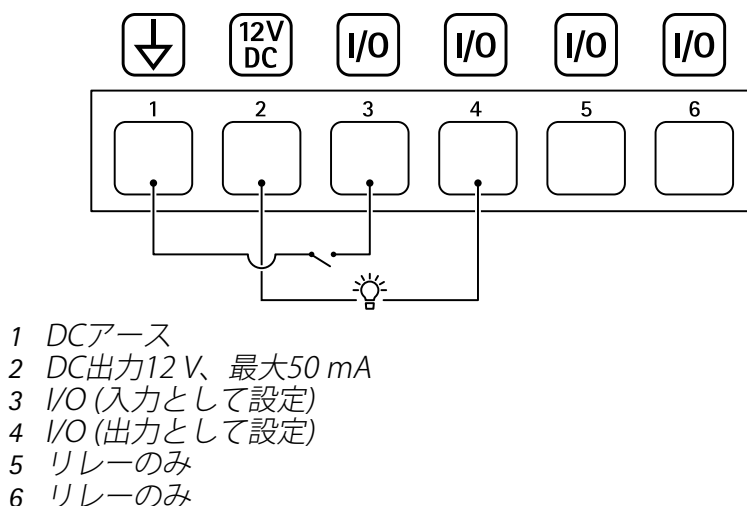 12V
DC
I/O
I/O
I/O
I/O
1
2
3
4
5
6
1 DCアース
2 DC出力12 V、最大50 mA
3 I/O (入力として設定)
4 I/O (出力として設定)
5 リレーのみ
6 リレーのみ